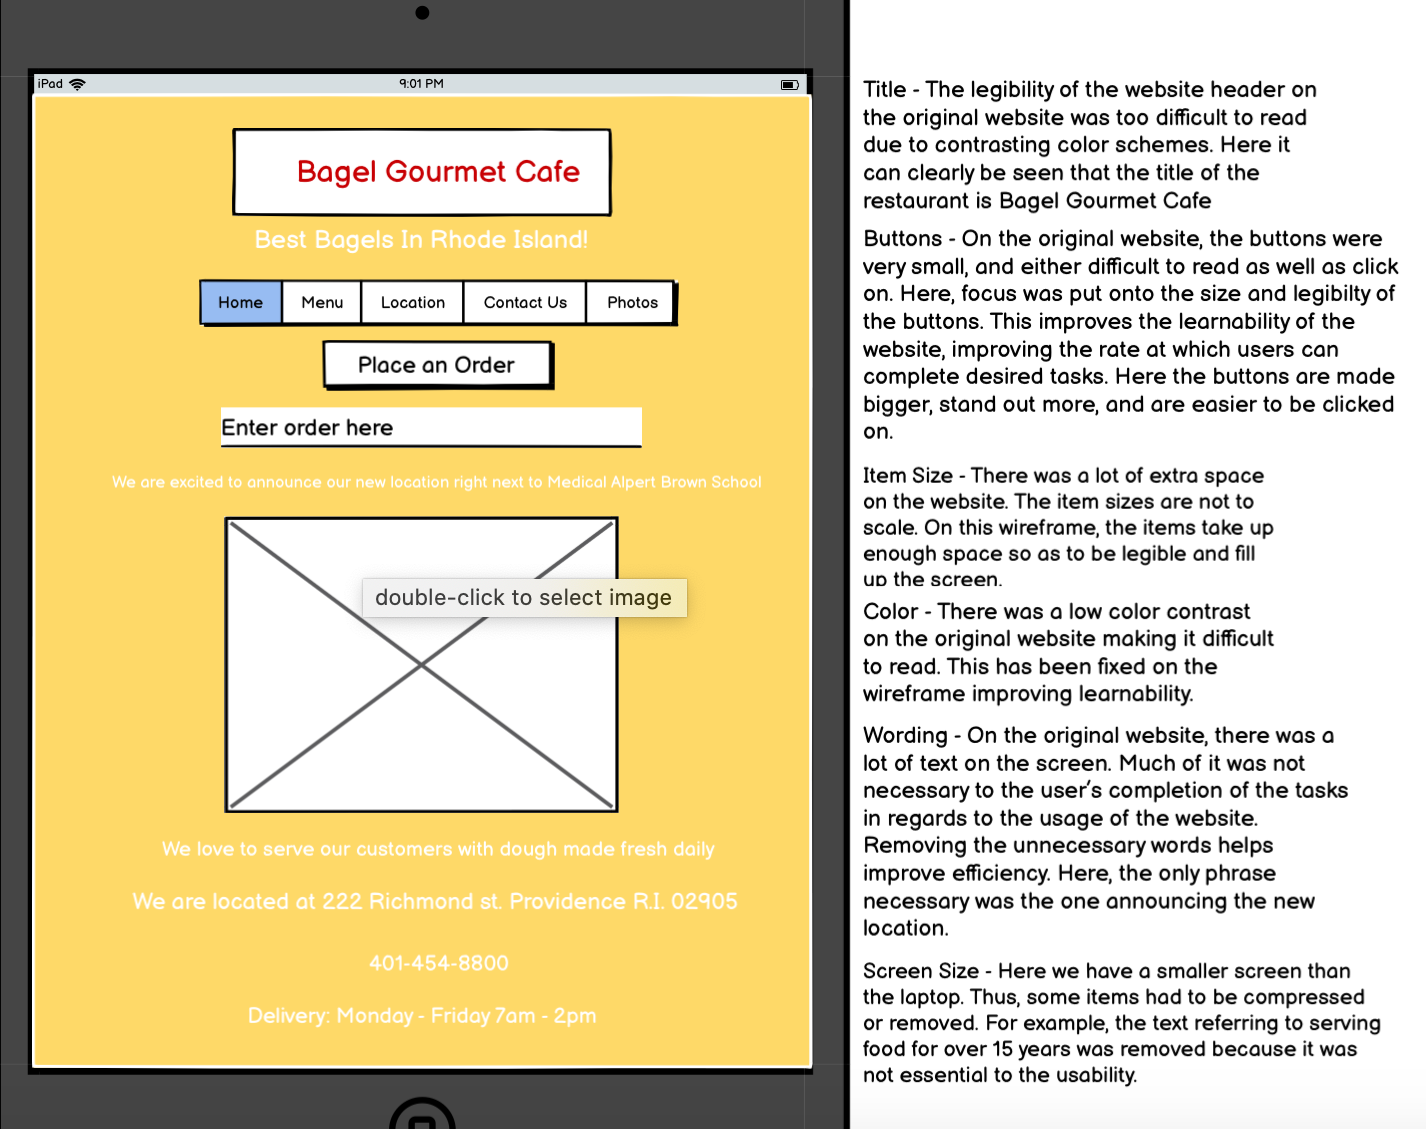 iPad
9:01 PM
Bagel Gourmet Cafe
Best Bagels In Rhode Island!
Home Menu Location Contact Us Photos
Place an Order
Enter order here
We are excited to announce our new location right next to Medical Alpert Brown School
double-click to select image
We love to serve our customers with dough made fresh daily
We are located at 222 Richmond st. Providence R.I. 02905
401-454-8800
Delivery: Monday - Friday 7am - 2pm
Title - The legibility of the website header on
the original website was too difficult to read
due to contrasting color schemes. Here it
can clearly be seen that the title of the
restaurant is Bagel Gourmet Cafe
Buttons - On the original website, the buttons were
very small, and either difficult to read as well as click
on. Here, focus was put onto the size and legibilty of
the buttons. This improves the learnability of the
website, improving the rate at which users can
complete desired tasks. Here the buttons are made
bigger, stand out more, and are easier to be clicked
on.
Item Size - There was a lot of extra space
on the website. The item sizes are not to
scale. On this wireframe, the items take up
enough space so as to be legible and fill
up the screen.
Color - There was a low color contrast
on the original website making it difficult
to read. This has been fixed on the
wireframe improving learnability.
Wording - On the original website, there was a
lot of text on the screen. Much of it was not
necessary to the user's completion of the tasks
in regards to the usage of the website.
Removing the unnecessary words helps
improve efficiency. Here, the only phrase
necessary was the one announcing the new
location.
Screen Size - Here we have a smaller screen than
the laptop. Thus, some items had to be compressed
or removed. For example, the text referring to serving
food for over 15 years was removed because it was
not essential to the usability.